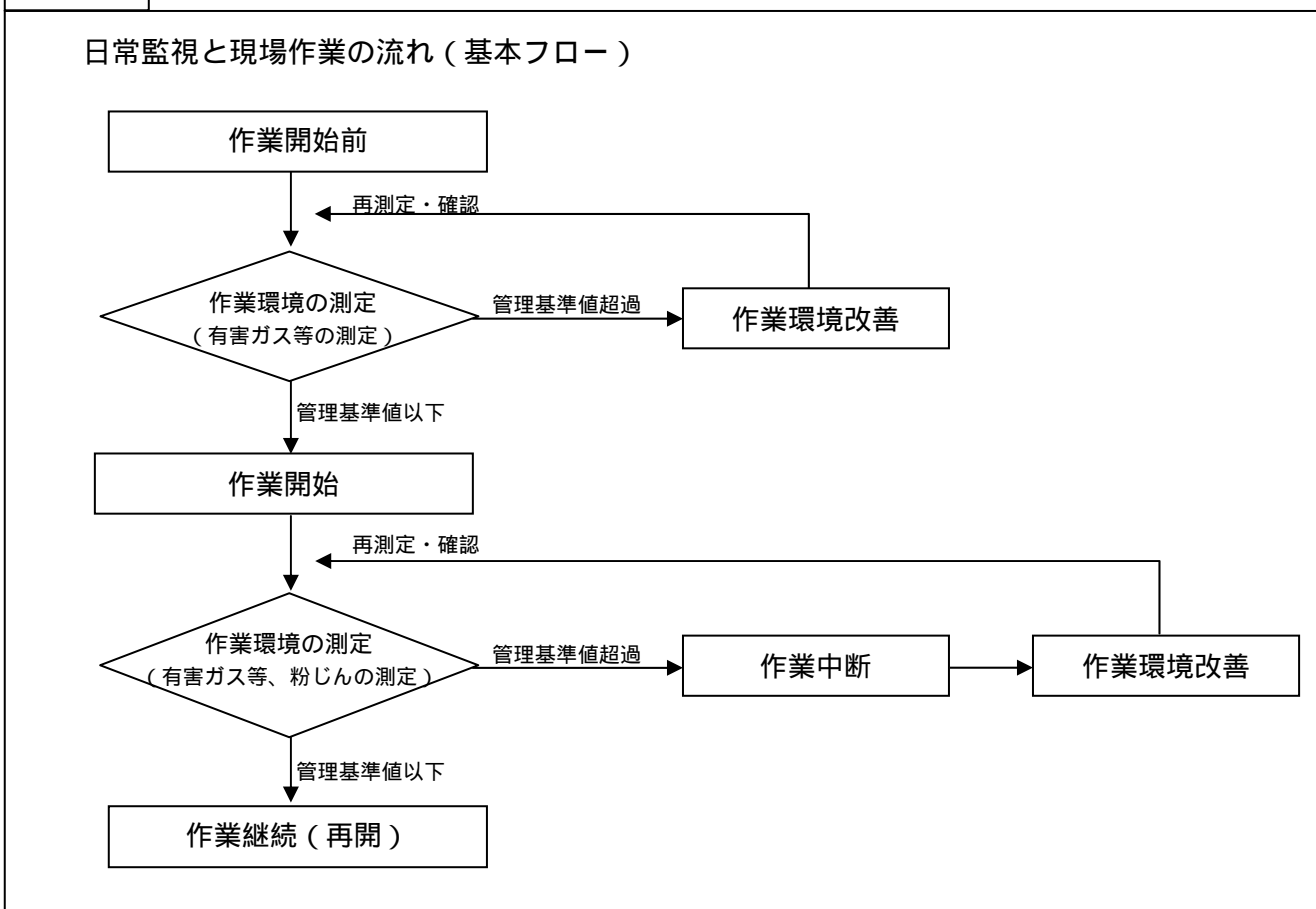 日常監視と現場作業の流れ（基本フロー）
作業開始前
再測定・確認
作業環境の測定
（有害ガス等の測定）
管理基準値超過
作業環境改善
管理基準値以下
作業開始
再測定・確認
作業環境の測定
（有害ガス等、粉じんの測定）
管理基準値超過
作業中断
作業環境改善
管理基準値以下
作業継続（再開）